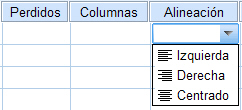 Perdidos Columnas Alineación
Izquierda
Derecha
Centrado